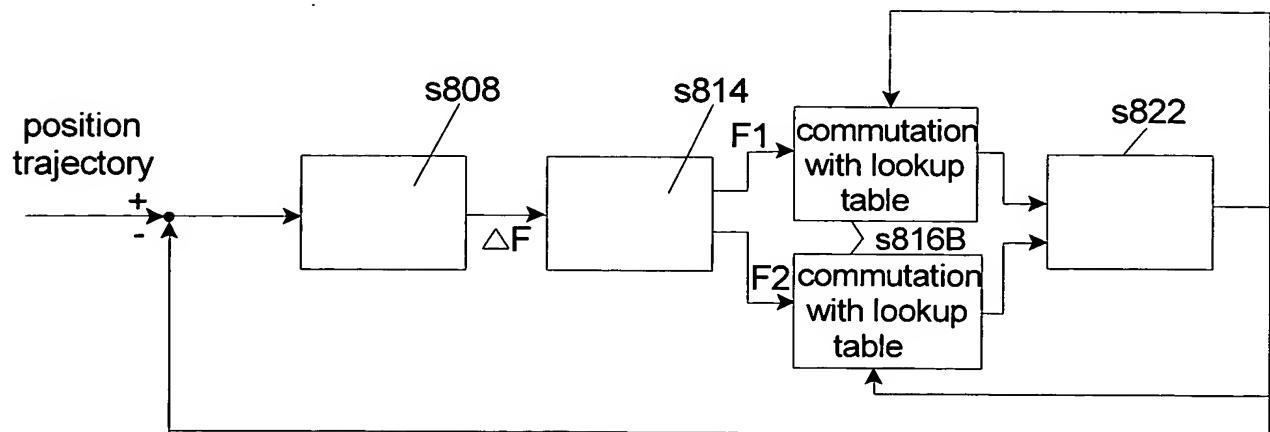 position
trajectory
+
-
s808
△F
s814
F1
F2
commutation
with lookup
table
s816B
commutation
with lookup
table
s822